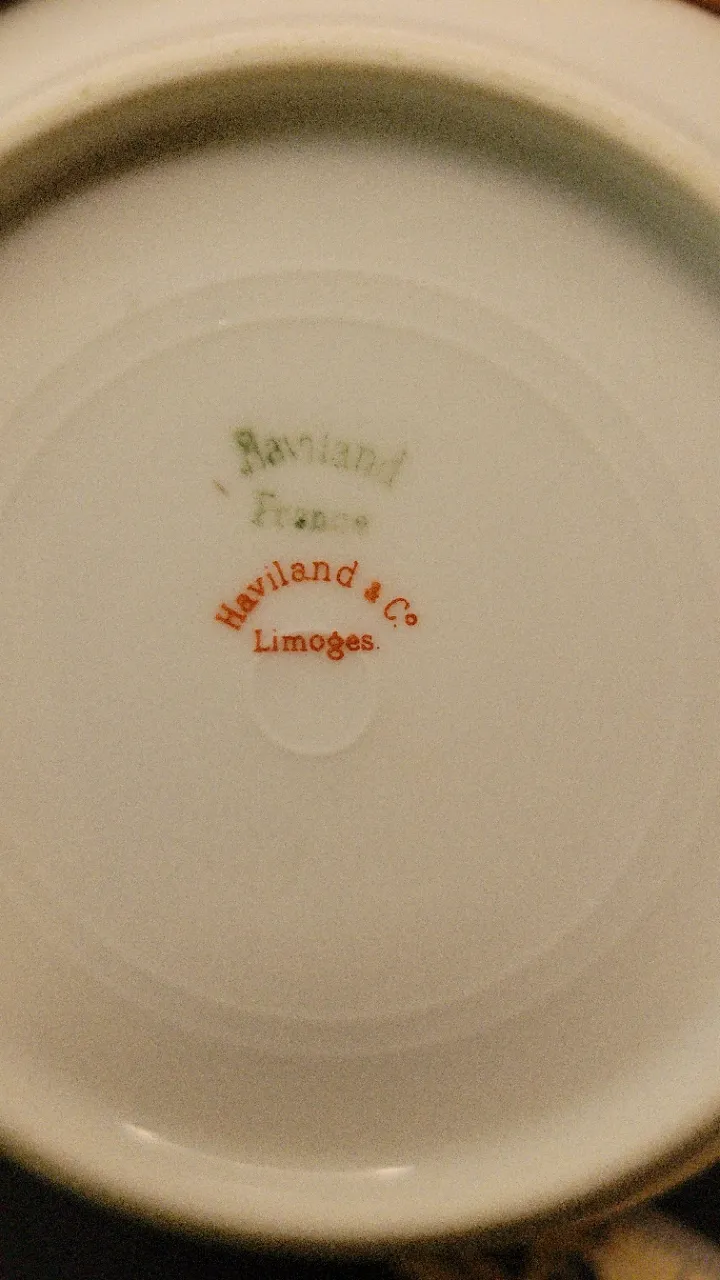 Haviland
France
Haviland & Co.
Limoges.